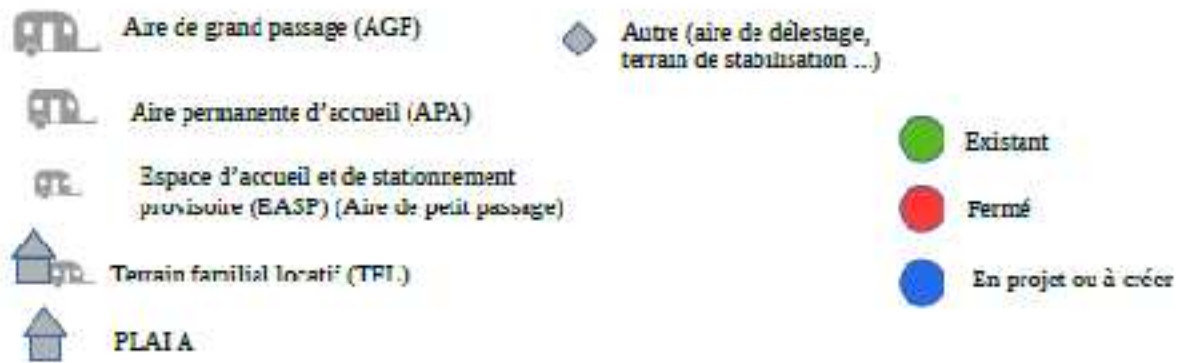 Aire de grand passage (AGP)
Autre (aire de délestage,
terrain de stabilisation ...)
Aire permanente d'accueil (APA)
Existant
Espace d'accueil et de stationnement
provisoire (EASP) (Aire de petit passage)
Fermé
Terrain familial locatif (TFL)
En projet ou à créer
PLAI A